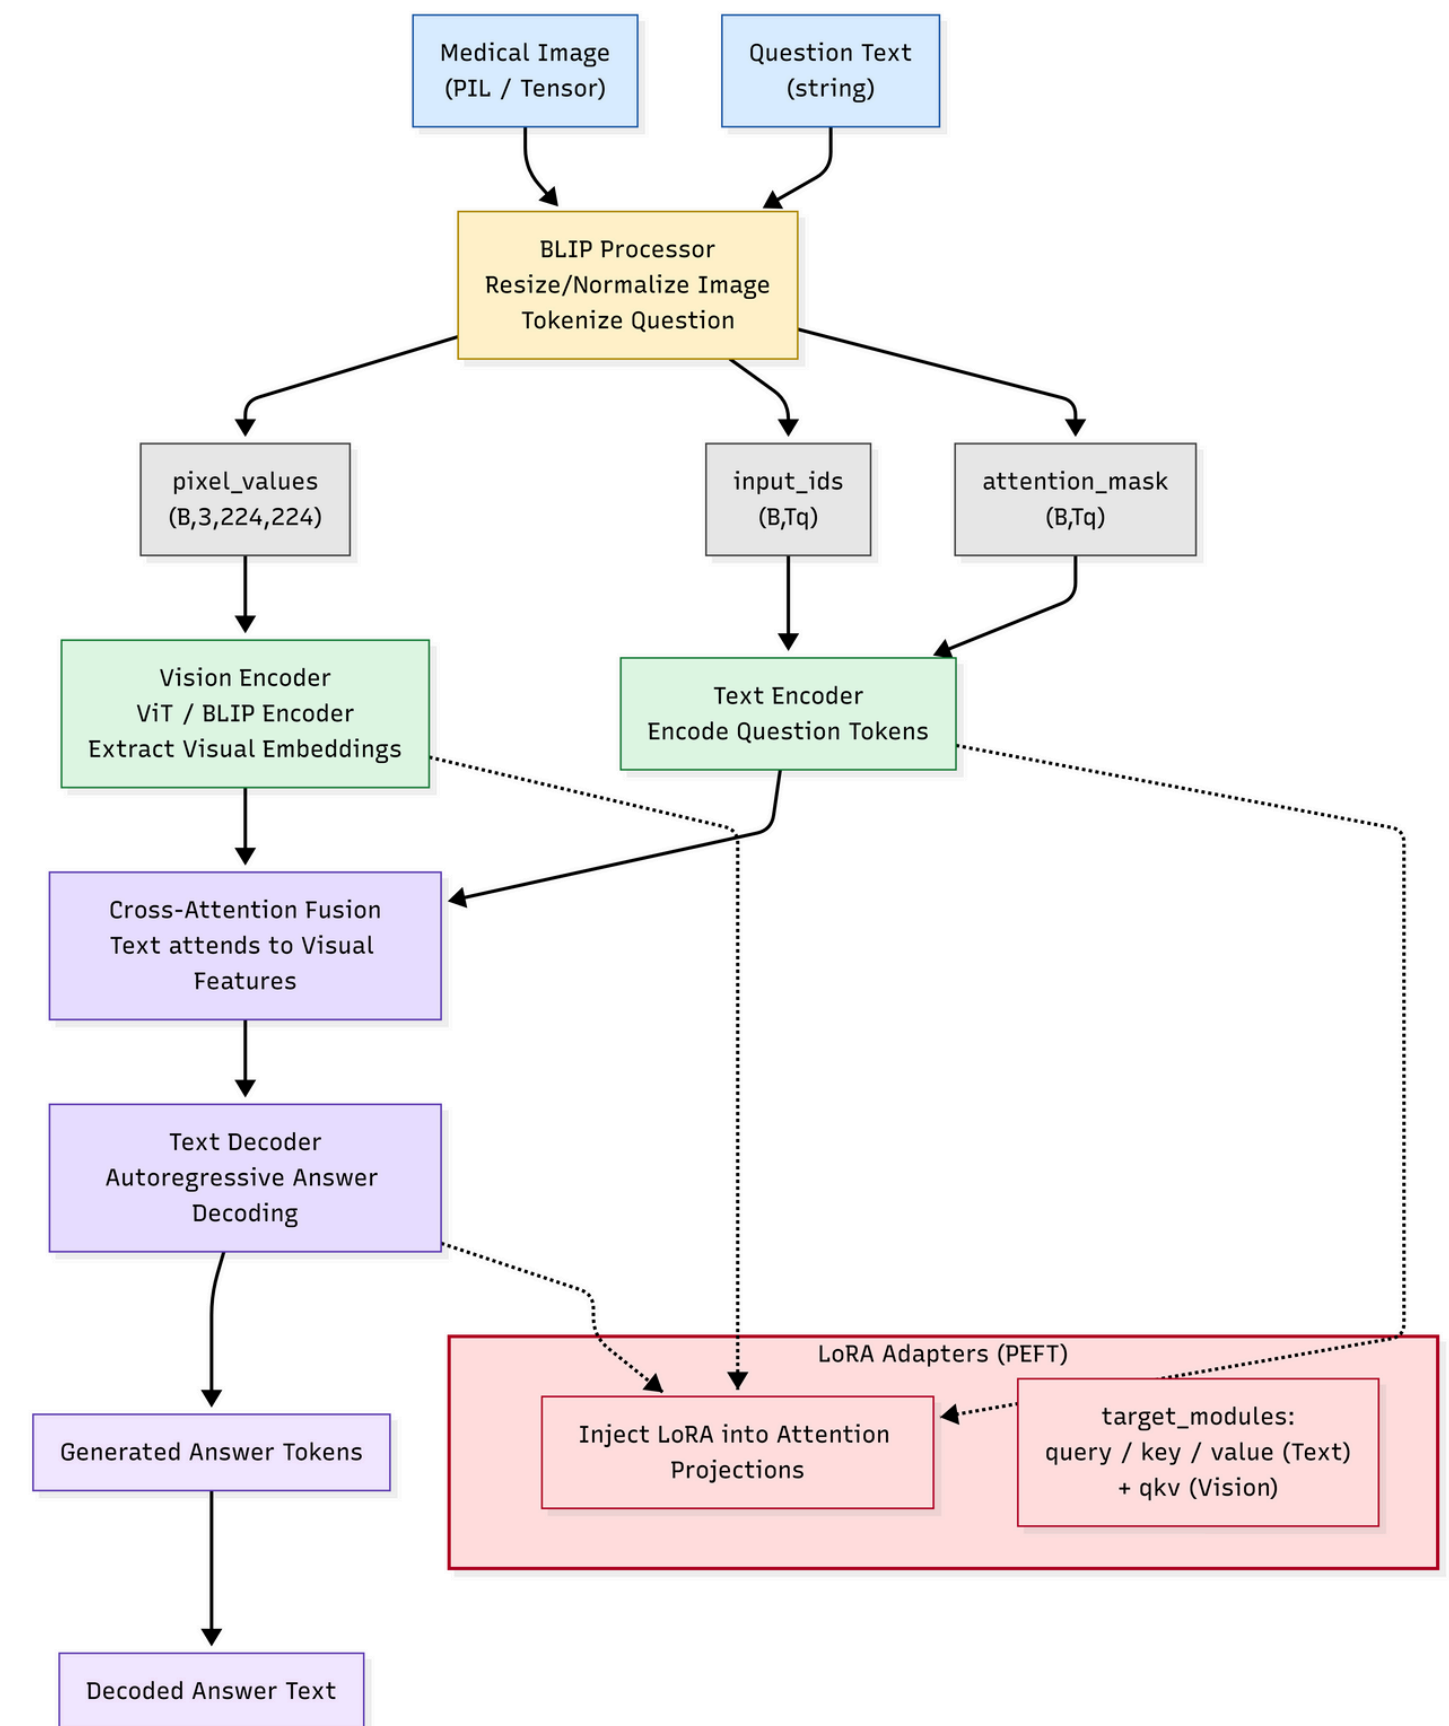 Medical Image
(PIL / Tensor)
Question Text
(string)
BLIP Processor
Resize/Normalize Image
Tokenize Question
pixel_values
(B,3,224,224)
input_ids
(B,Tq)
attention_mask
(B,Tq)
Vision Encoder
ViT / BLIP Encoder
Extract Visual Embeddings
Text Encoder
Encode Question Tokens
Cross-Attention Fusion
Text attends to Visual
Features
Text Decoder
Autoregressive Answer
Decoding
LoRA Adapters (PEFT)
Inject LoRA into Attention
Projections
target_modules:
query / key / value (Text)
+ qkv (Vision)
Generated Answer Tokens
Decoded Answer Text